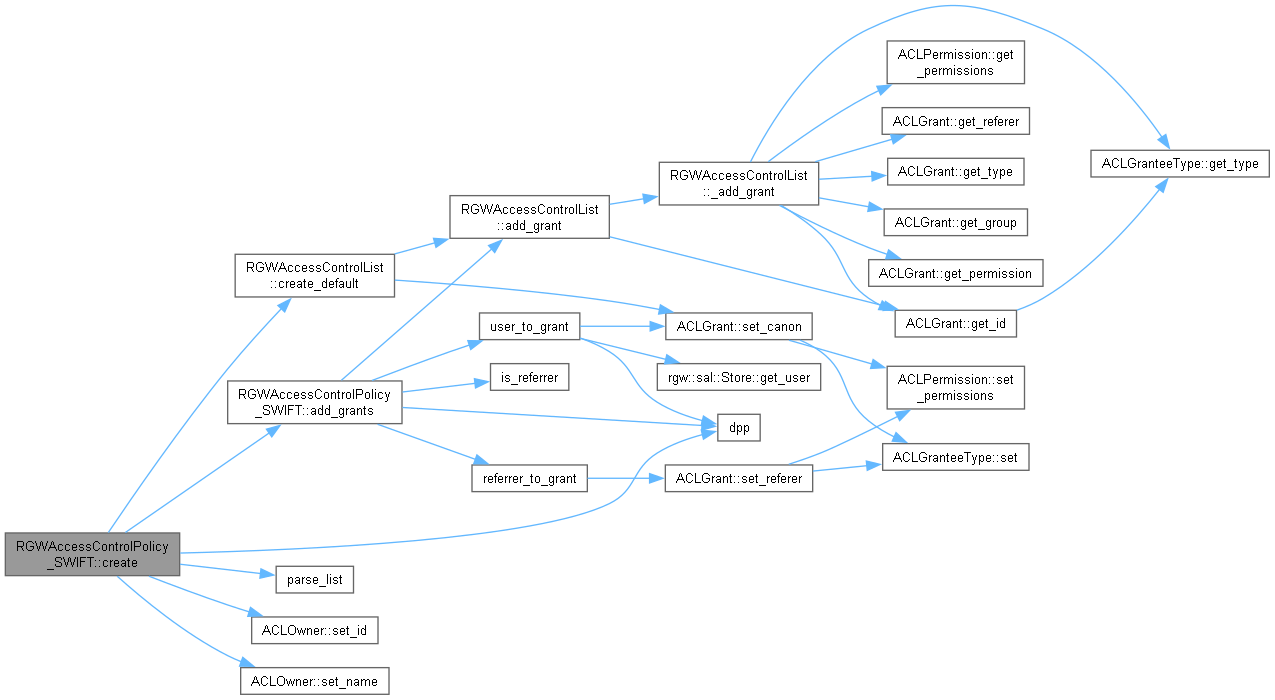 ACLPermission::get
_permissions
ACLGrant::get_referer
ACLGranteeType::get_type
RGWAccessControlList
::_add_grant
ACLGrant::get_type
RGWAccessControlList
::add_grant
ACLGrant::get_group
RGWAccessControlList
::create_default
ACLGrant::get_permission
user_to_grant
ACLGrant::set_canon
ACLGrant::get_id
is_referrer
rgw::sal::Store::get_user
ACLPermission::set
_permissions
RGWAccessControlPolicy
_SWIFT::add_grants
dpp
ACLGranteeType::set
referrer_to_grant
ACLGrant::set_referer
RGWAccessControlPolicy
_SWIFT::create
parse_list
ACLOwner::set_id
ACLOwner::set_name